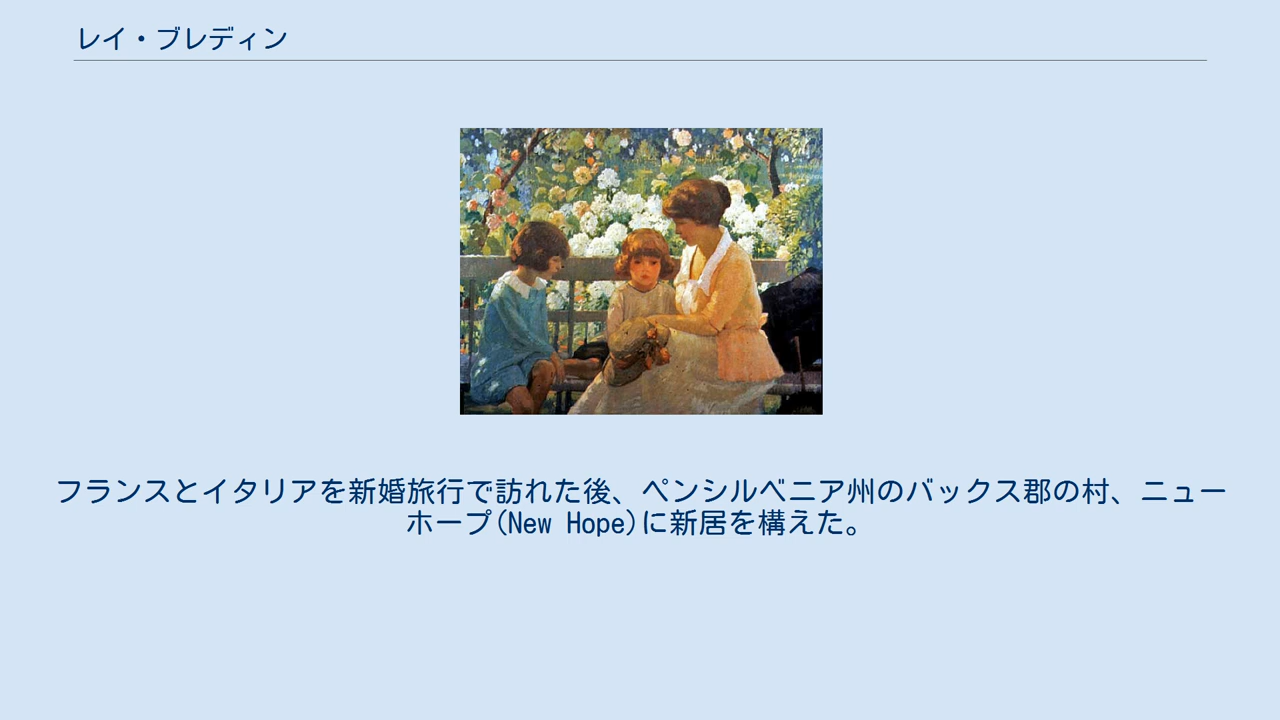 レイ・ブレディン
フランスとイタリアを新婚旅行で訪れた後、ペンシルベニア州のバックス郡の村、ニュー
ホープ(New Hope)に新居を構えた。